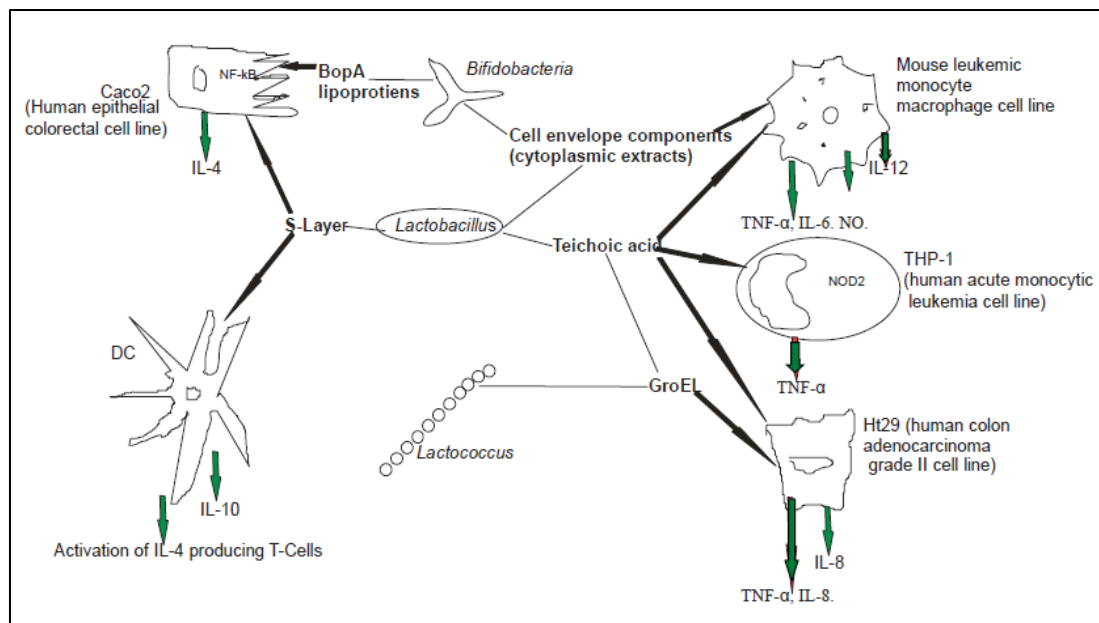 NF-kB
Caco2
(Human epithelial
colorectal cell line)
IL-4
BopA
lipoprotiens
Bifidobacteria
Cell envelope components
(cytoplasmic extracts)
Mouse leukemic
monocyte
macrophage cell line
IL-12
TNF-α, IL-6. NO.
S-Layer
Lactobacillus
Teichoic acid
NOD2
THP-1
(human acute monocytic
leukemia cell line)
TNF-α
DC
IL-10
Activation of IL-4 producing T-Cells
GroEL
Lactococcus
Ht29 (human colon
adenocarcinoma
grade II cell line)
IL-8
TNF-α, IL-8.